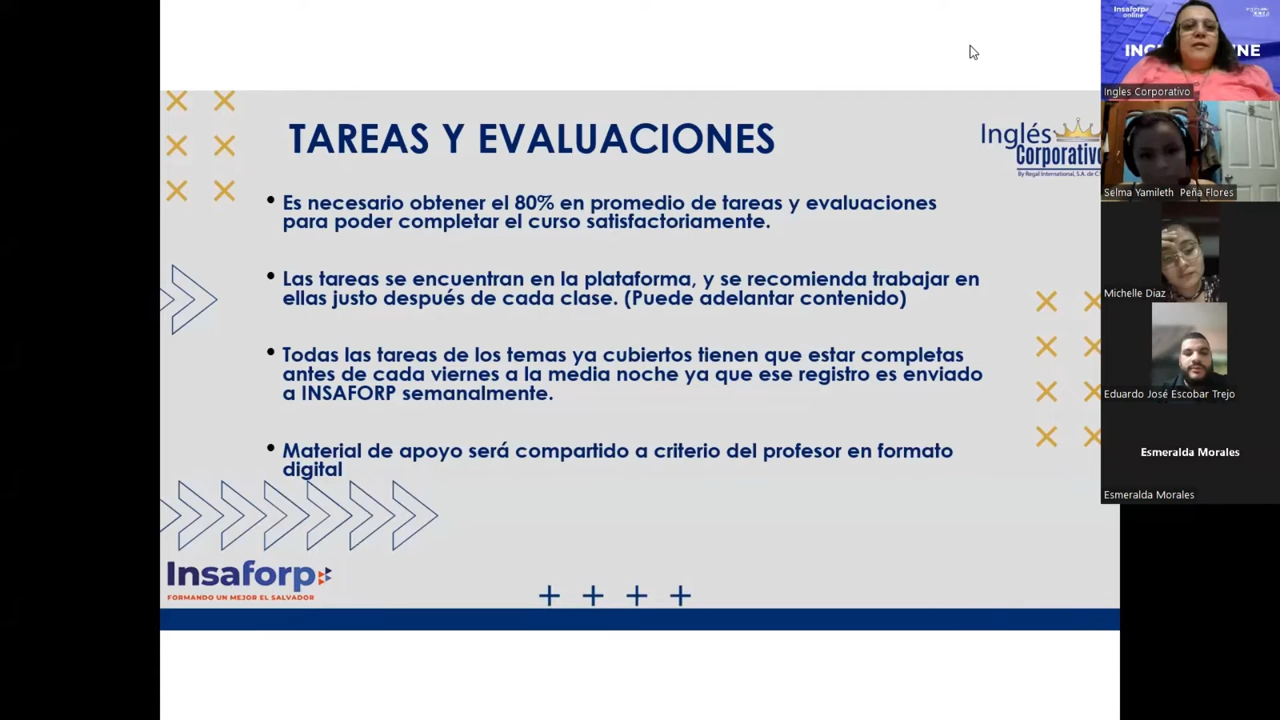 TAREAS Y EVALUACIONES
Inglés
Corporativo
• Es necesario obtener el 80% en promedio de tareas y evaluaciones
para poder completar el curso satisfactoriamente.
• Las tareas se encuentran en la plataforma, y se recomienda trabajar en
ellas justo después de cada clase. (Puede adelantar contenido)
• Todas las tareas de los temas ya cubiertos tienen que estar completas
antes de cada viernes a la media noche ya que ese registro es enviado
a INSAFORP semanalmente.
• Material de apoyo será compartido a criterio del profesor en formato
digital
Insaforp
FORMANDO UN MEJOR EL SALVADOR
Insaforp
online
Ingles Corporativo
Selma Yamileth Peña Flores
Michelle Diaz
Eduardo José Escobar Trejo
Esmeralda Morales
Esmeralda Morales